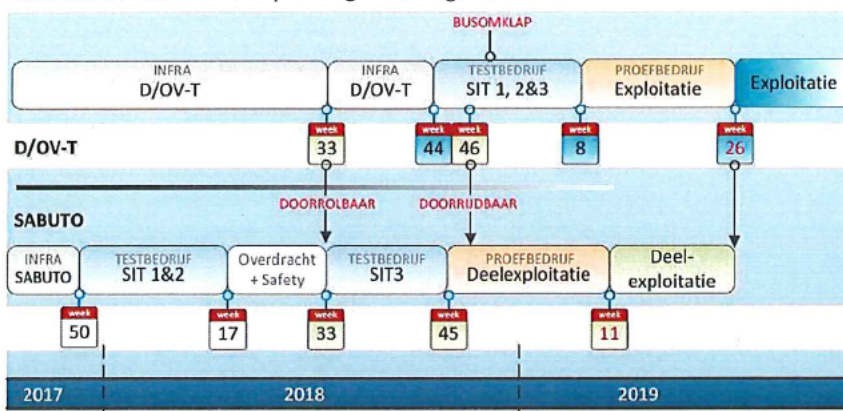 BUSOMKLAP
INFRA
D/OV-T
INFRA
D/OV-T
TESTBEDRIJF
SIT 1, 2&3
PROEFBEDRIJF
Exploitatie
Exploitatie
D/OV-T
week
33
week
44
week
46
week
8
week
26
SABUTO
DOORROLBAAR
DOORRIJDBAAR
INFRA
SABUTO
TESTBEDRIJF
SIT 1&2
Overdracht
+ Safety
TESTBEDRIJF
SIT3
PROEFBEDRIJF
Deelexploitatie
Deel-
exploitatie
week
50
week
17
week
33
week
45
week
11
2017
2018
2019